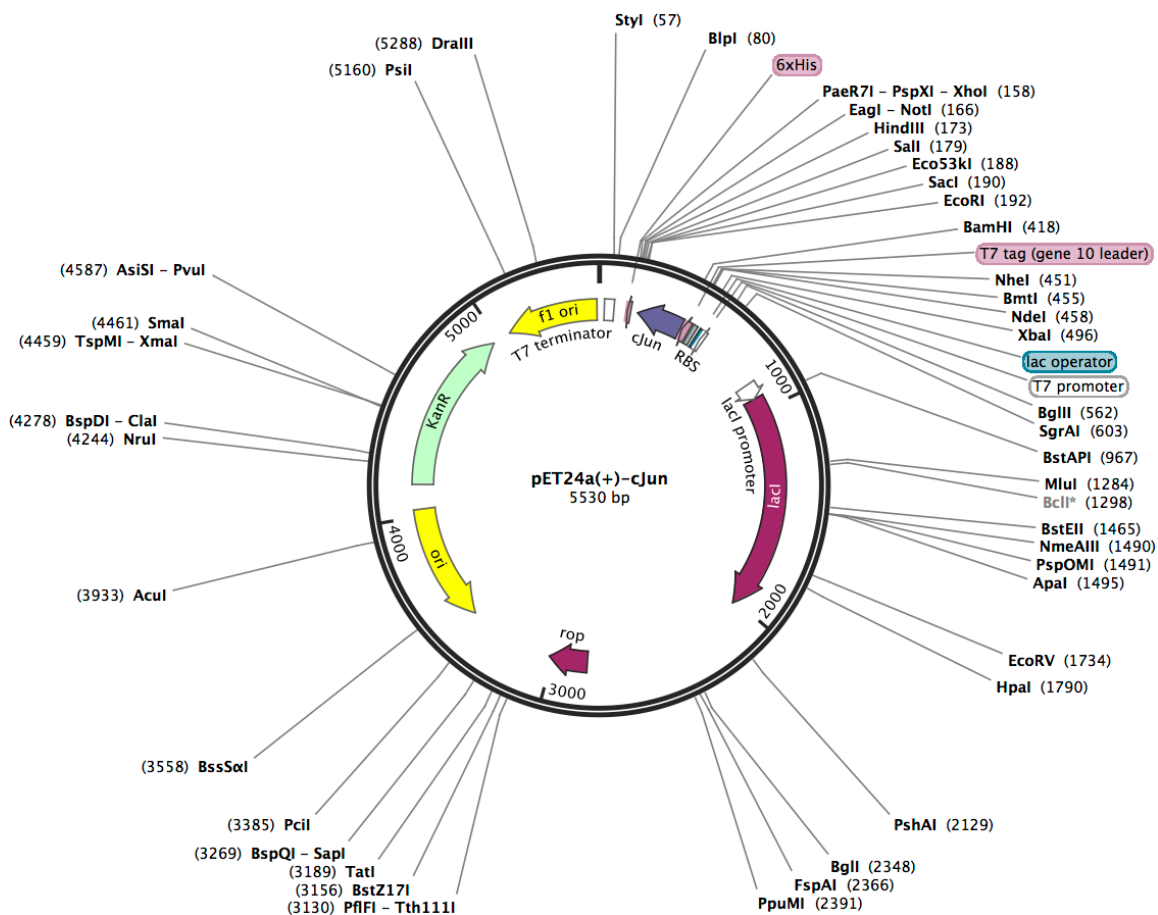 StyI (57)
(5288) DraIII
BlpI (80)
(5160) PsiI
6xHis
PaeR7I - PspXI - XhoI (158)
EagI - NotI (166)
HindIII (173)
SalI (179)
Eco53kI (188)
SacI (190)
EcoRI (192)
BamHI (418)
T7 tag (gene 10 leader)
(4587) AsiSI - PvuI
NheI (451)
BmtI (455)
NdeI (458)
(4461) SmaI
XbaI (496)
(4459) TspMI - XmaI
lac operator
T7 promoter
BglII (562)
(4278) BspDI - ClaI
SgrAI (603)
(4244) NruI
BstAPI (967)
MluI (1284)
BclI* (1298)
BstEII (1465)
NmeAIII (1490)
PspOMI (1491)
ApaI (1495)
(3933) AcuI
EcoRV (1734)
HpaI (1790)
(3558) BssSαI
(3385) PciI
PshAI (2129)
(3269) BspQI - SapI
(3189) TatI
BglI (2348)
(3156) BstZ17I
FspAI (2366)
(3130) PflFI - Tth111I
PpuMI (2391)
f1 ori
T7 terminator
cJun
RBS
5000
1000
KanR
lacI promoter
lacI
pET24a(+)-cJun
5530 bp
4000
ori
2000
rop
3000